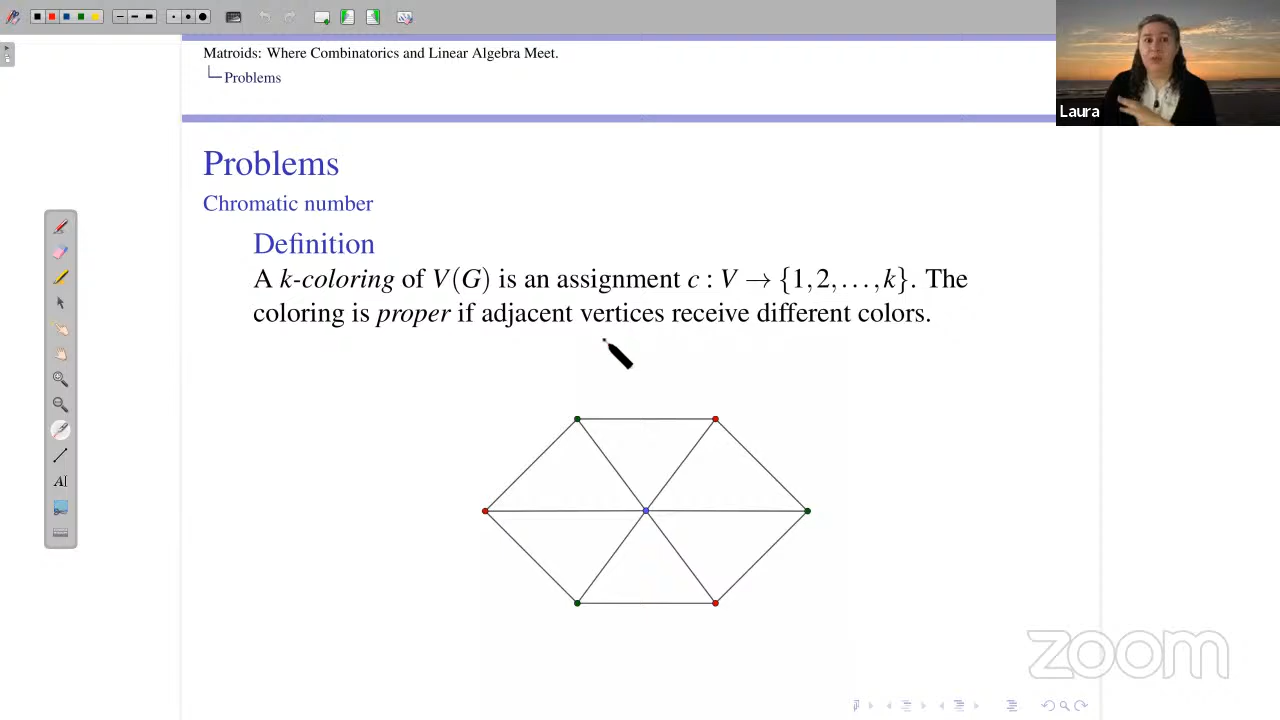 Matroids: Where Combinatorics and Linear Algebra Meet.
Problems
Laura
Problems
Chromatic number
Definition
A k-coloring of V(G) is an assignment c : V → {1,2,...,k}. The
coloring is proper if adjacent vertices receive different colors.
zoom